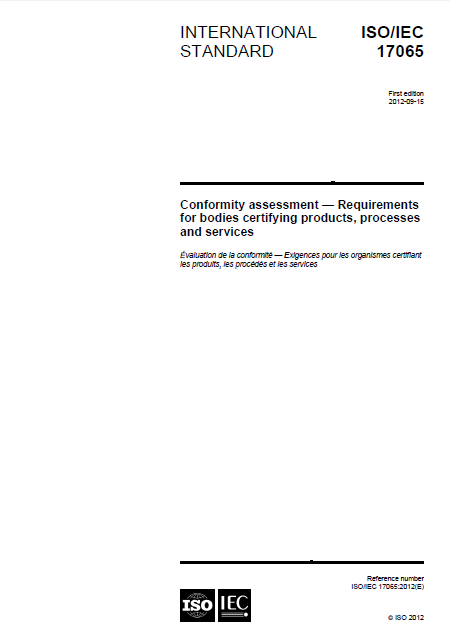 INTERNATIONAL
STANDARD
ISO/IEC
17065
First edition
2012-09-15
Conformity assessment — Requirements
for bodies certifying products, processes
and services
Évaluation de la conformité — Exigences pour les organismes certifiant
les produits, les procédés et les services
Reference number
ISO/IEC 17065:2012(E)
ISO
IEC
© ISO 2012